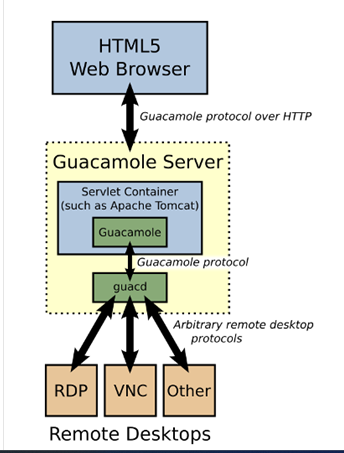 HTML5
Web Browser
Guacamole protocol over HTTP
Guacamole Server
Servlet Container
(such as Apache Tomcat)
Guacamole
Guacamole protocol
guacd
Arbitrary remote desktop
protocols
RDP
VNC
Other
Remote Desktops